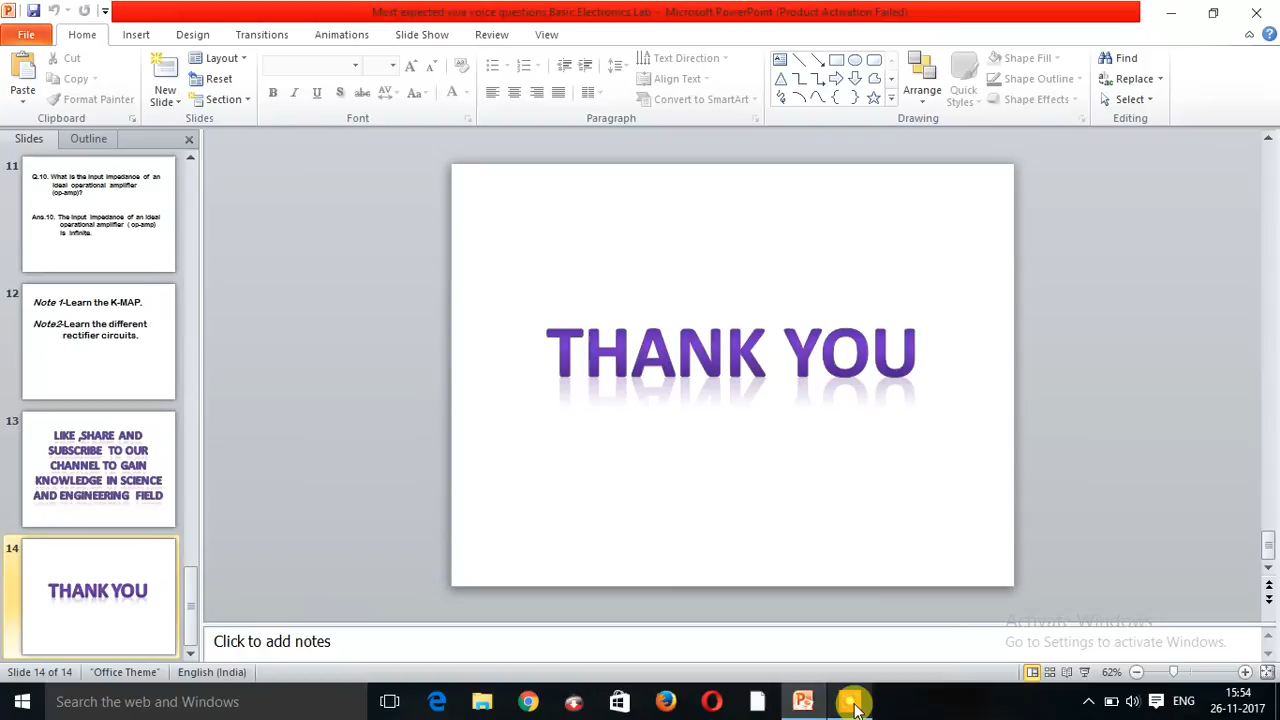 Most expected viva voice questions Basic Electronics Lab - Microsoft PowerPoint (Product Activation Failed)
File Home Insert Design Transitions Animations Slide Show Review View
Paste
Cut
Copy
Format Painter
Clipboard
New
Slide
Layout
Reset
Section
Slides
B I U S abc AV Aa A
Font
Text Direction
Align Text
Convert to SmartArt
Paragraph
Arrange
Quick
Styles
Shape Fill
Shape Outline
Shape Effects
Drawing
Find
Replace
Select
Editing
Slides Outline
11
Q.10. What is the input impedance of an
ideal operational amplifier
(op-amp)?
Ans.10. The input impedance of an ideal
operational amplifier ( op-amp)
is infinite.
12
Note 1-Learn the K-MAP.
Note2-Learn the different
rectifier circuits.
13
LIKE ,SHARE AND
SUBSCRIBE TO OUR
CHANNEL TO GAIN
KNOWLEDGE IN SCIENCE
AND ENGINEERING FIELD
14
THANK YOU
THANK YOU
Click to add notes
Activate Windows
Go to Settings to activate Windows.
Slide 14 of 14 "Office Theme" English (India) 62%
Search the web and Windows
ENG
15:54
26-11-2017